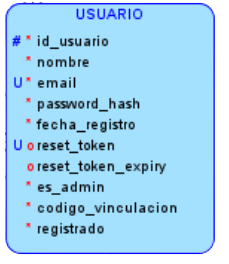 USUARIO
# * id_usuario
* nombre
U * email
* password_hash
* fecha_registro
U o reset_token
o reset_token_expiry
* es_admin
* codigo_vinculacion
* registrado